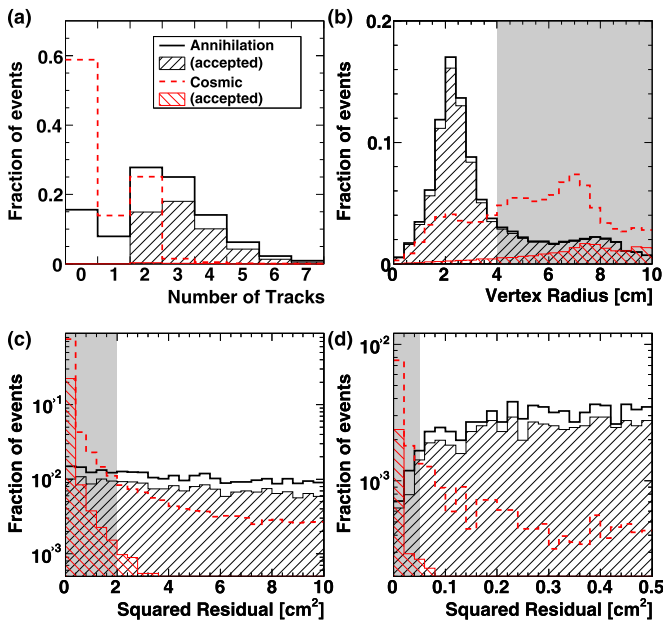 (a)
Fraction of events
0.6
0.4
0.2
0
Annihilation
(accepted)
Cosmic
(accepted)
0 1 2 3 4 5 6 7
Number of Tracks
(b)
Fraction of events
0.2
0.1
0
0 2 4 6 8 10
Vertex Radius [cm]
(c)
Fraction of events
10⁻¹
10⁻²
10⁻³
0 2 4 6 8 10
Squared Residual [cm²]
(d)
Fraction of events
10⁻²
10⁻³
0 0.1 0.2 0.3 0.4 0.5
Squared Residual [cm²]